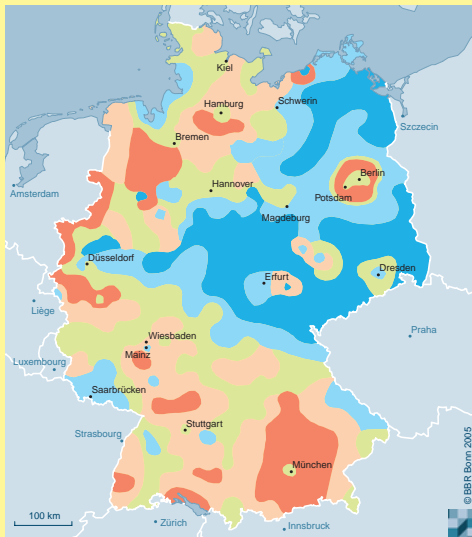 Kiel
Hamburg
Schwerin
Szczecin
Bremen
Berlin
Potsdam
Amsterdam
Hannover
Magdeburg
Düsseldorf
Erfurt
Dresden
Liège
Praha
Wiesbaden
Mainz
Luxembourg
Saarbrücken
Stuttgart
Strasbourg
München
100 km
Zürich
Innsbruck
© BBR Bonn 2005